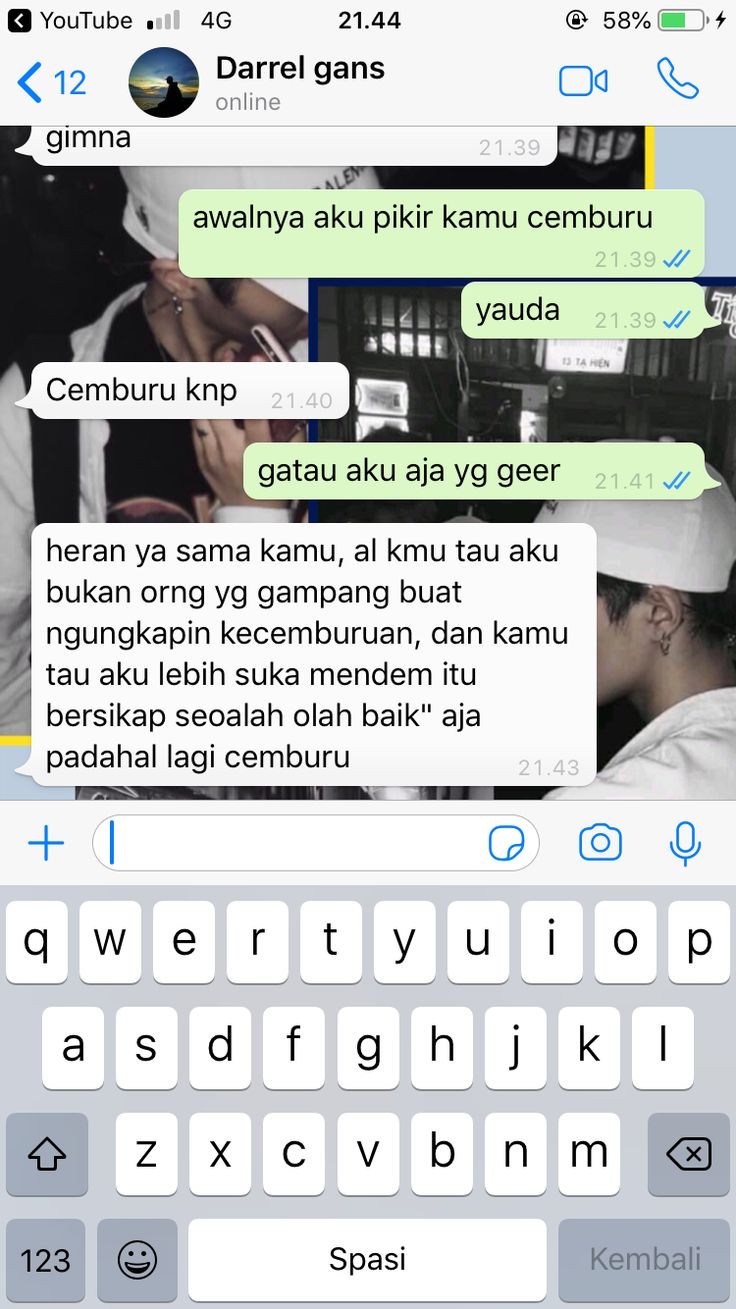 YouTube 4G 21.44 58%
12 Darrel gans
online
gimna
21.39
awalnya aku pikir kamu cemburu
21.39
yauda 21.39
13 TA HIẾN
Cemburu knp 21.40
gatau aku aja yg geer 21.41
heran ya sama kamu, al kmu tau aku
bukan orng yg gampang buat
ngungkapin kecemburuan, dan kamu
tau aku lebih suka mendem itu
bersikap seoalah olah baik" aja
padahal lagi cemburu
21.43
q w e r t y u i o p
a s d f g h j k l
z x c v b n m
123 Spasi Kembali